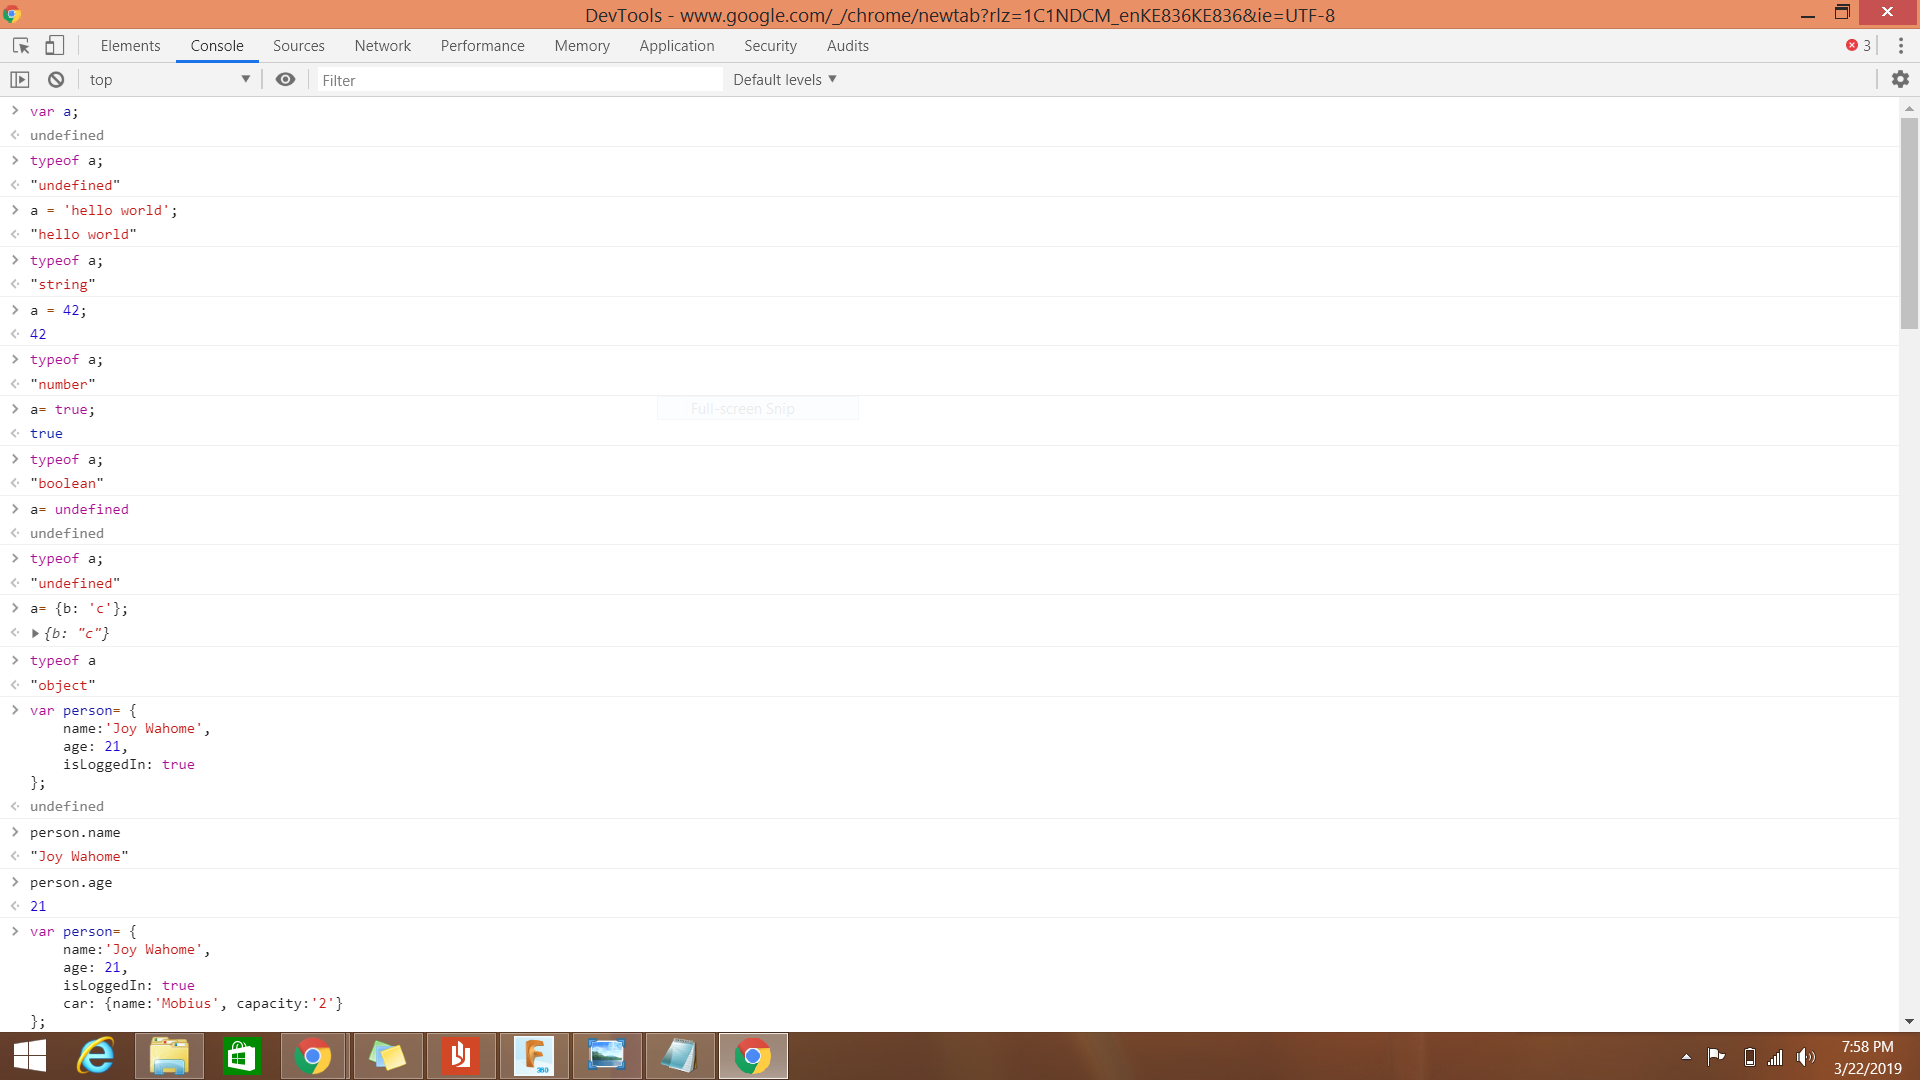 DevTools - www.google.com/_/chrome/newtab?rlz=1C1NDCM_enKE836KE836&ie=UTF-8
Elements Console Sources Network Performance Memory Application Security Audits 3
top Filter Default levels
var a;
undefined
typeof a;
"undefined"
a = 'hello world';
"hello world"
typeof a;
"string"
a = 42;
42
typeof a;
"number"
a= true;
Full-screen Snip
true
typeof a;
"boolean"
a= undefined
undefined
typeof a;
"undefined"
a= {b: 'c'};
{b: "c"}
typeof a
"object"
var person= {
name:'Joy Wahome',
age: 21,
isLoggedIn: true
};
undefined
person.name
"Joy Wahome"
person.age
21
var person= {
name:'Joy Wahome',
age: 21,
isLoggedIn: true
car: {name:'Mobius', capacity:'2'}
};
360
7:58 PM
3/22/2019